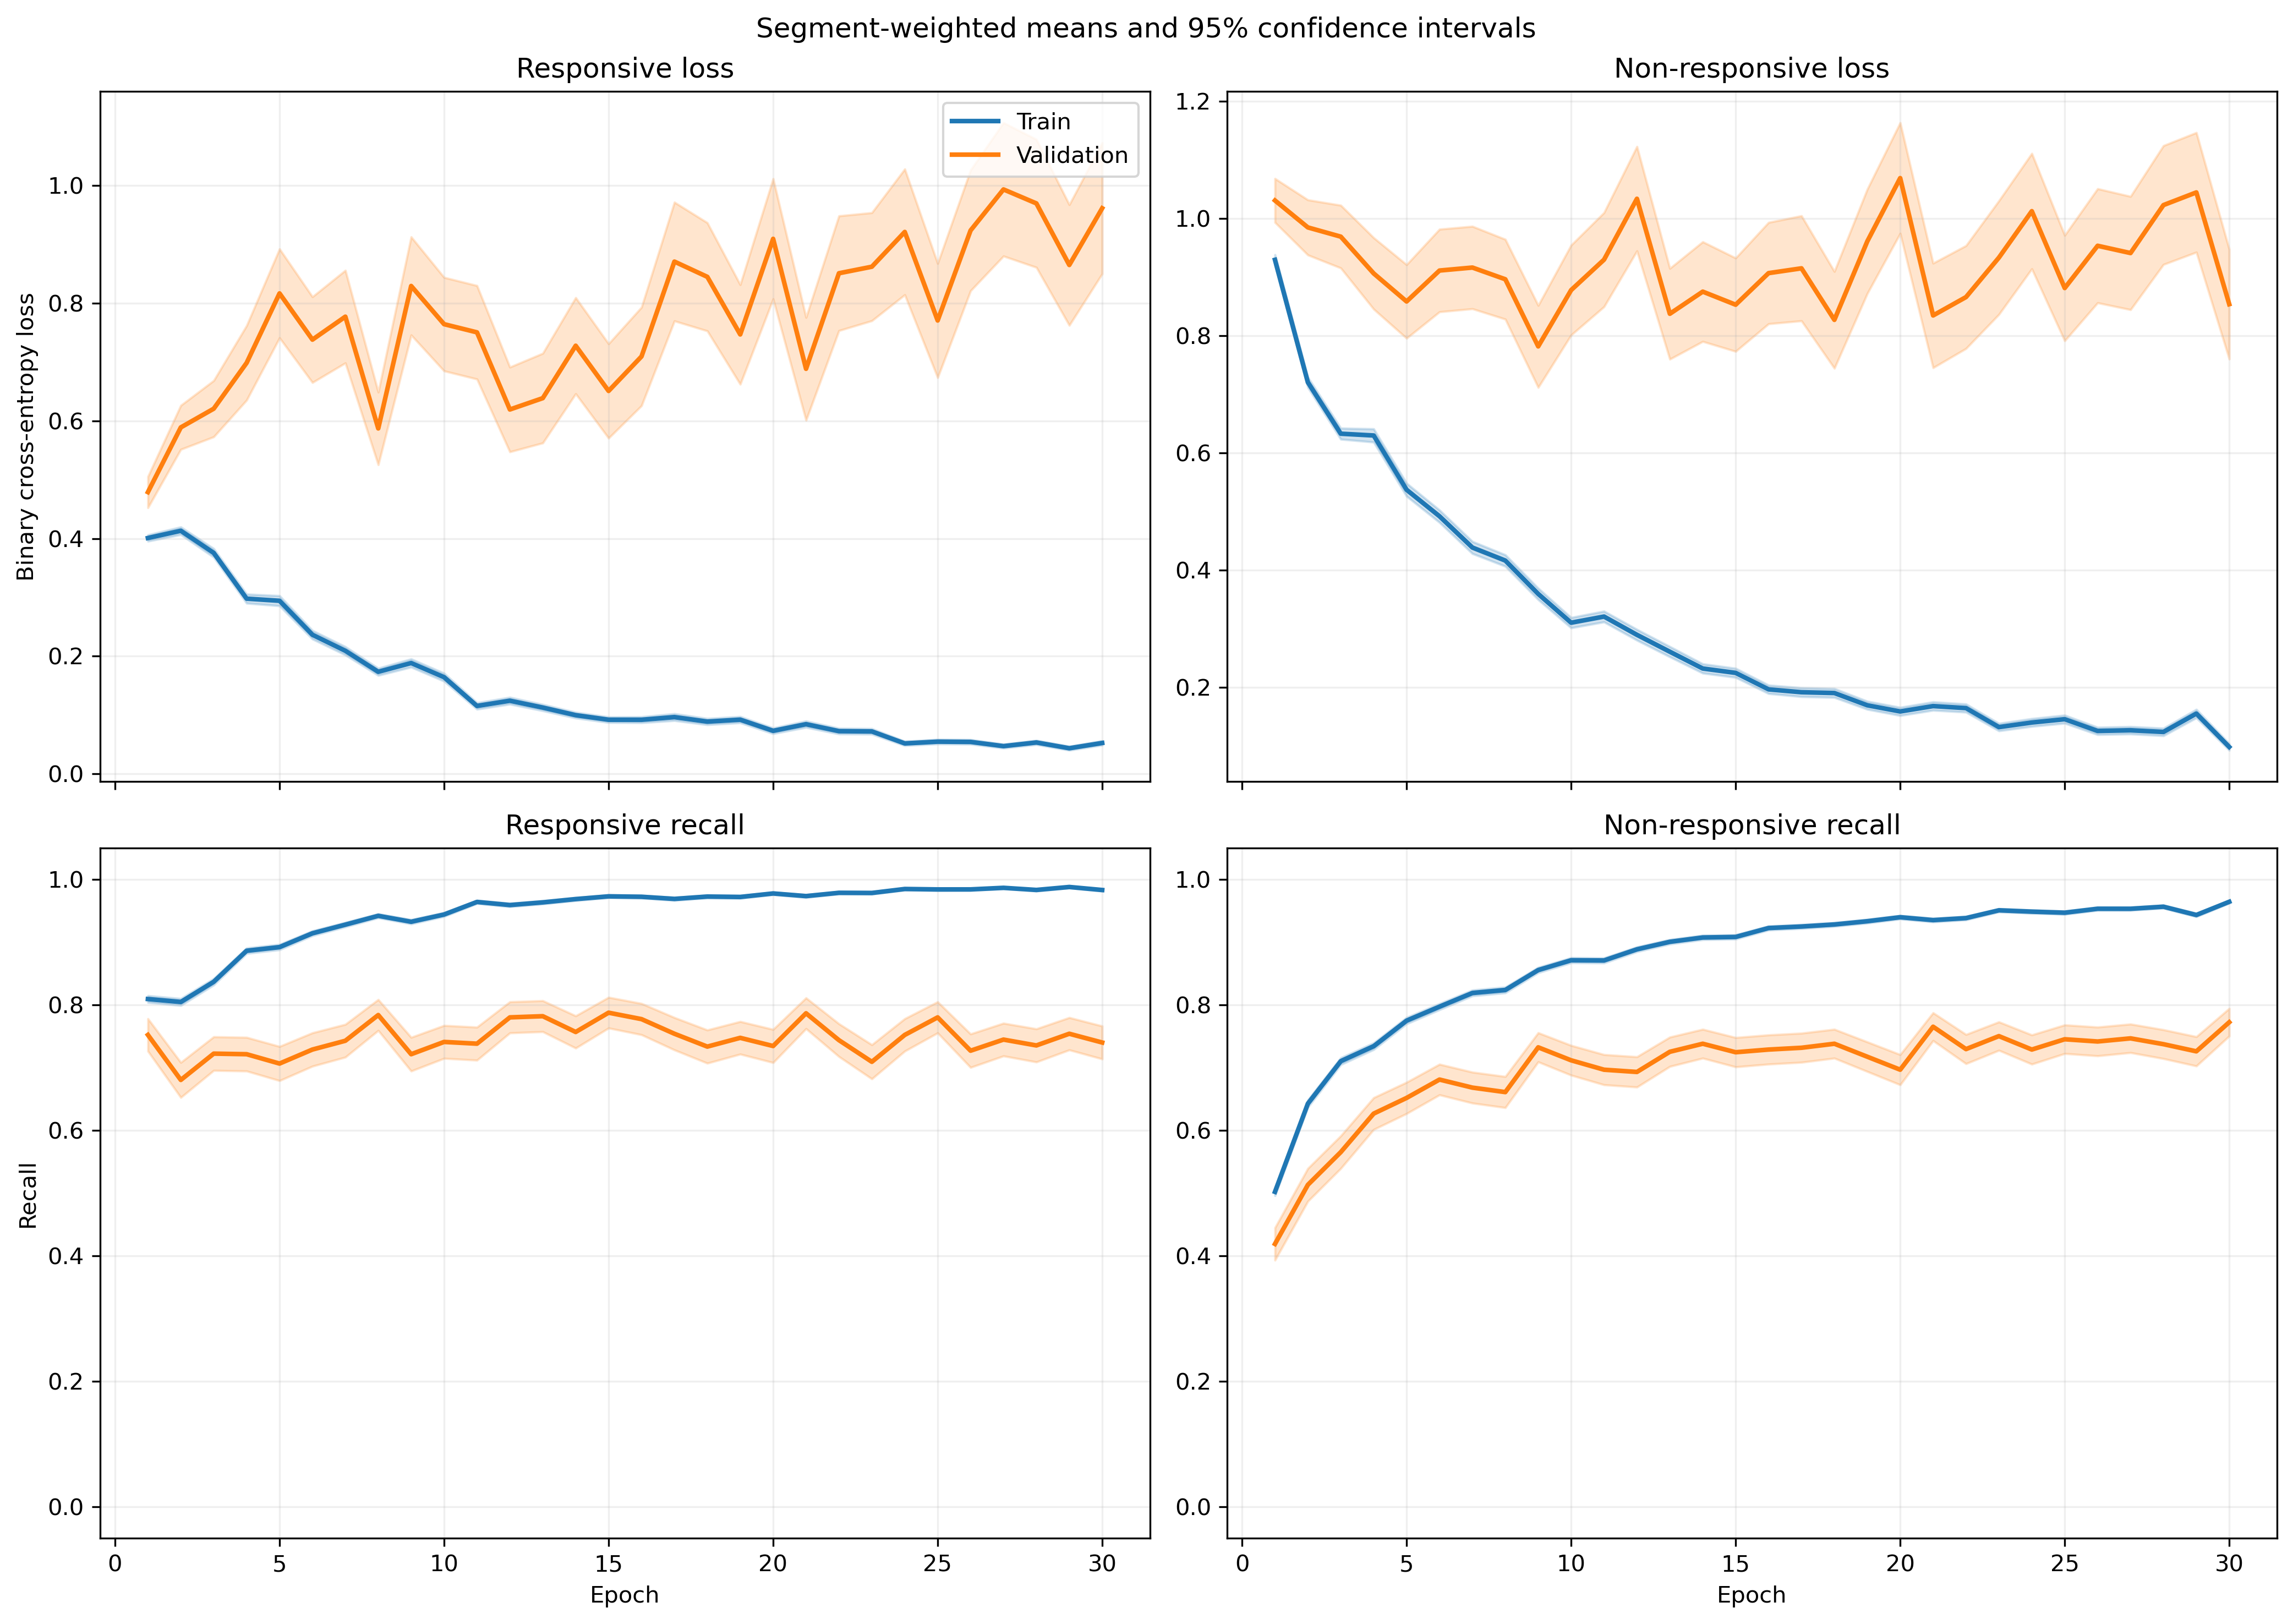 Segment-weighted means and 95% confidence intervals
Responsive loss
Non-responsive loss
Train
Validation
Binary cross-entropy loss
1.0
0.8
0.6
0.4
0.2
0.0
1.2
1.0
0.8
0.6
0.4
0.2
Responsive recall
Non-responsive recall
Recall
1.0
0.8
0.6
0.4
0.2
0.0
0 5 10 15 20 25 30
Epoch
1.0
0.8
0.6
0.4
0.2
0.0
0 5 10 15 20 25 30
Epoch